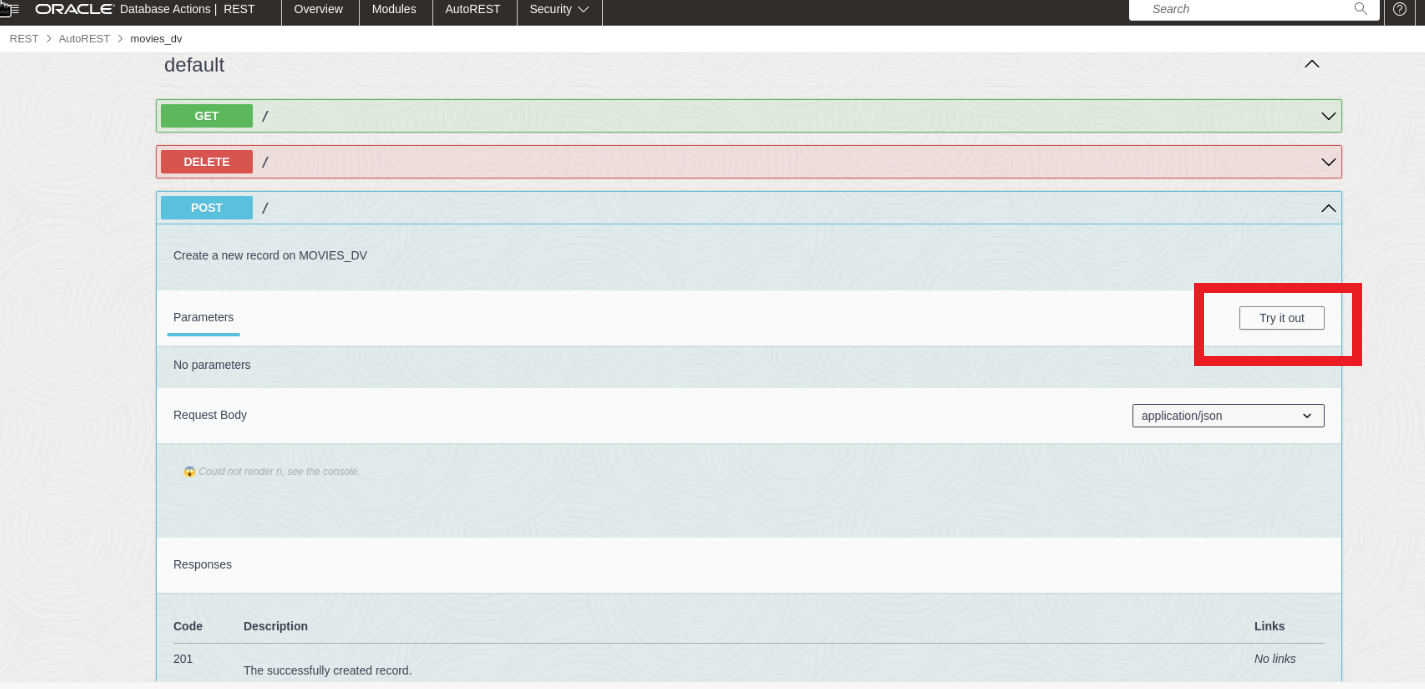 ORACLE Database Actions | REST Overview Modules AutoREST Security Search
REST > AutoREST > movies_dv
default
GET /
DELETE /
POST /
Create a new record on MOVIES_DV
Parameters Try it out
No parameters
Request Body application/json
😱 Could not render n, see the console.
Responses
Code Description Links
201 No links
The successfully created record.